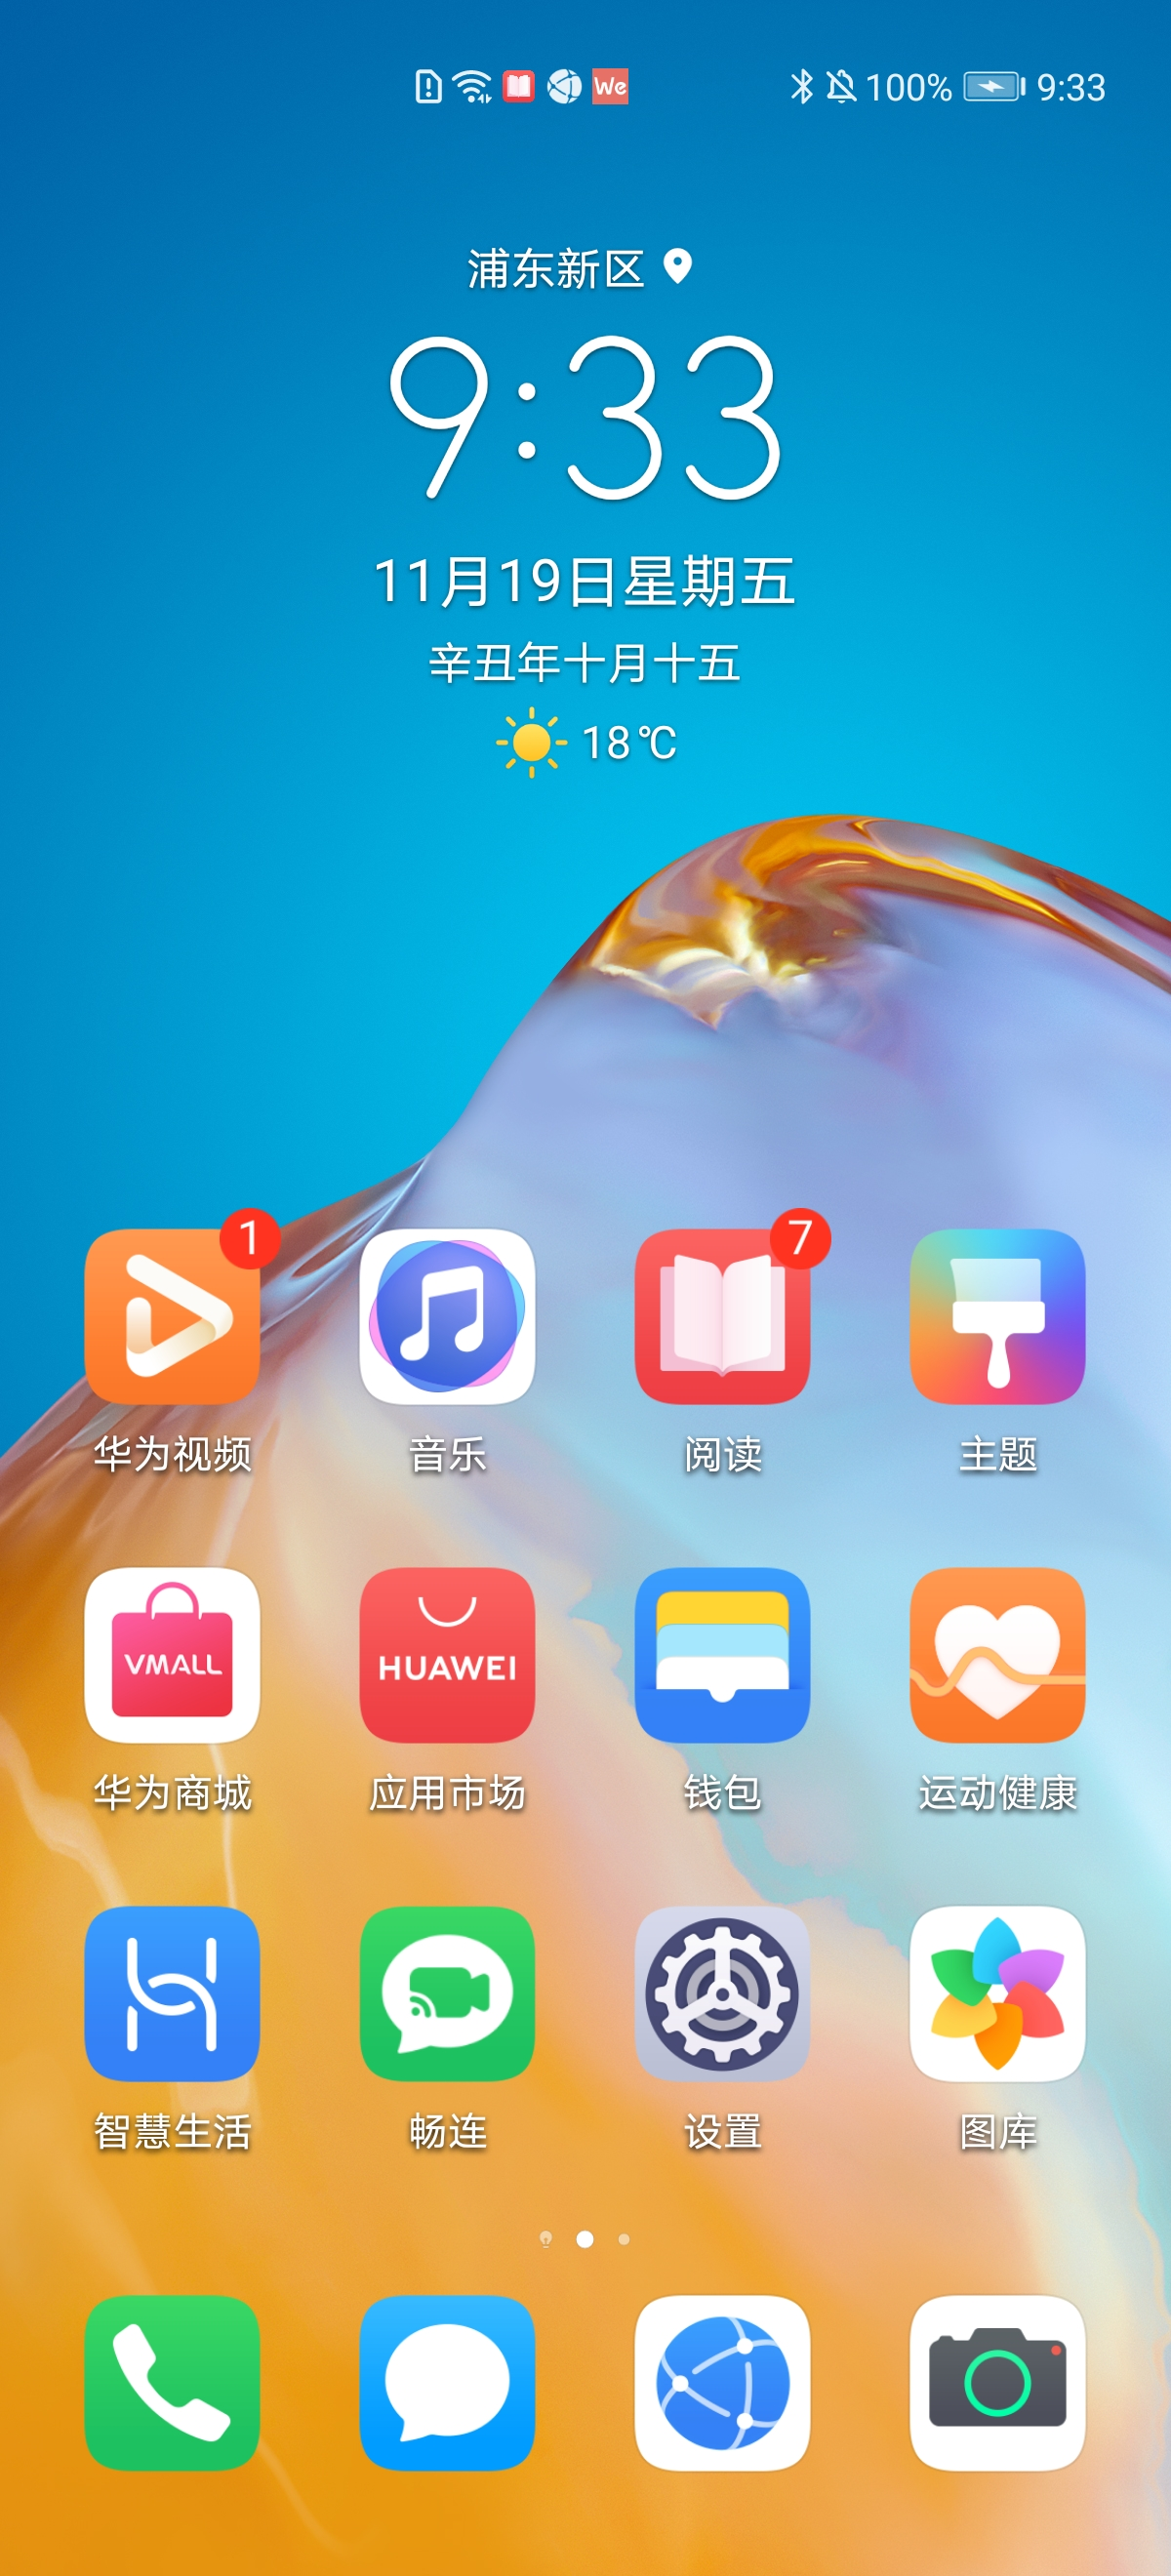 We 100% 9:33
浦东新区
9:33
11月19日星期五
辛丑年十月十五
18℃
1 7
华为视频 音乐 阅读 主题
VMALL HUAWEI
华为商城 应用市场 钱包 运动健康
智慧生活 畅连 设置 图库